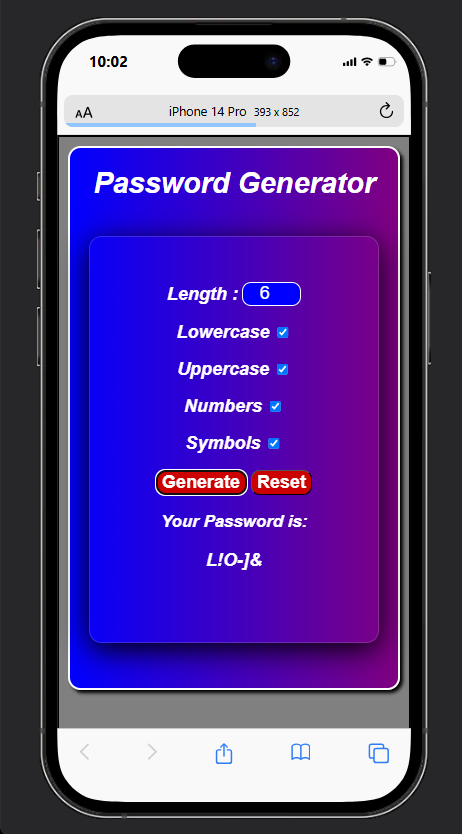 10:02
AA iPhone 14 Pro 393 x 852
Password Generator
Length : 6
Lowercase
Uppercase
Numbers
Symbols
Generate Reset
Your Password is:
L!O-]&